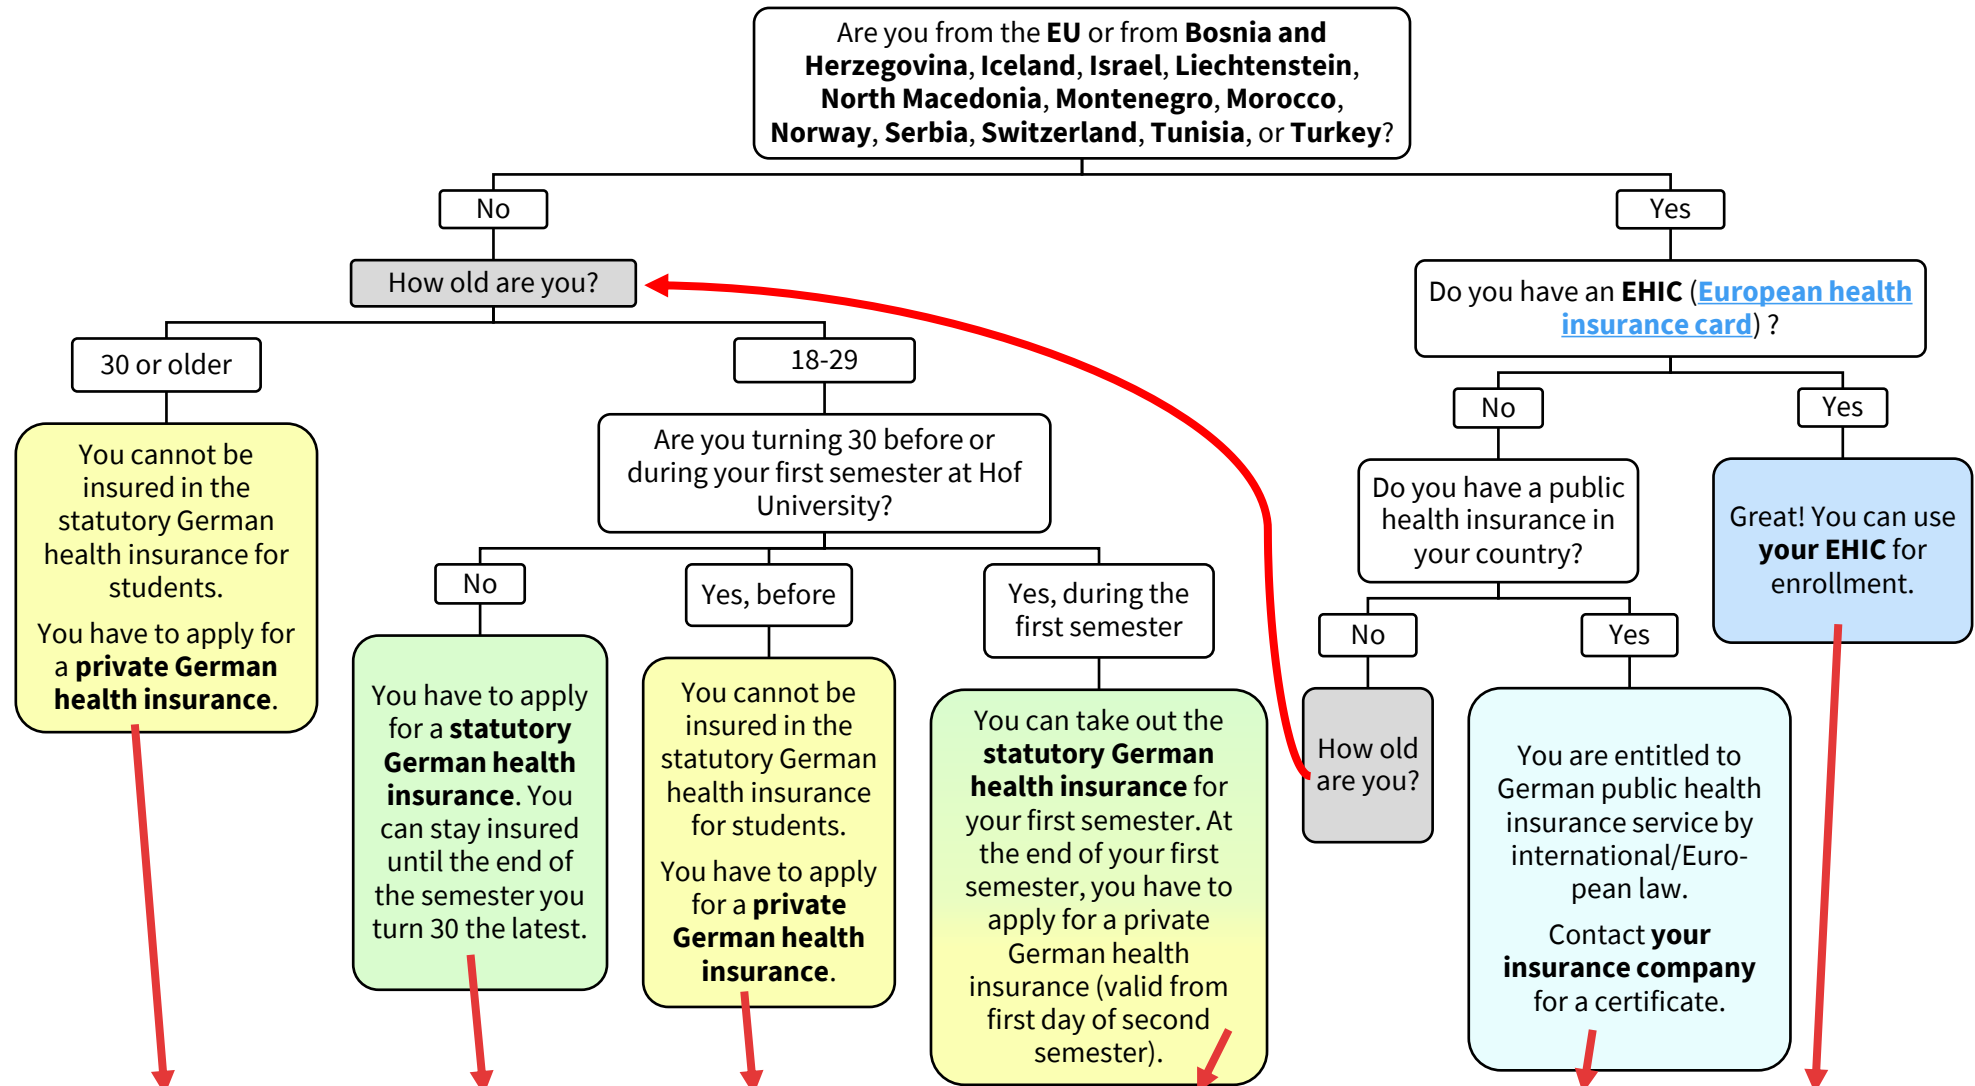 Are you from the EU or from Bosnia and
Herzegovina, Iceland, Israel, Liechtenstein,
North Macedonia, Montenegro, Morocco,
Norway, Serbia, Switzerland, Tunisia, or Turkey?
No
Yes
How old are you?
Do you have an EHIC (European health
insurance card) ?
30 or older
18-29
No
Yes
You cannot be
insured in the
statutory German
health insurance for
students.
You have to apply for
a private German
health insurance.
Are you turning 30 before or
during your first semester at Hof
University?
Do you have a public
health insurance in
your country?
Great! You can use
your EHIC for
enrollment.
No
Yes, before
Yes, during the
first semester
No
Yes
You have to apply
for a statutory
German health
insurance. You
can stay insured
until the end of
the semester you
turn 30 the latest.
You cannot be
insured in the
statutory German
health insurance
for students.
You have to apply
for a private
German health
insurance.
You can take out the
statutory German
health insurance for
your first semester. At
the end of your first
semester, you have to
apply for a private
German health
insurance (valid from
first day of second
semester).
How old
are you?
You are entitled to
German public health
insurance service by
international/Euro-
pean law.
Contact your
insurance company
for a certificate.